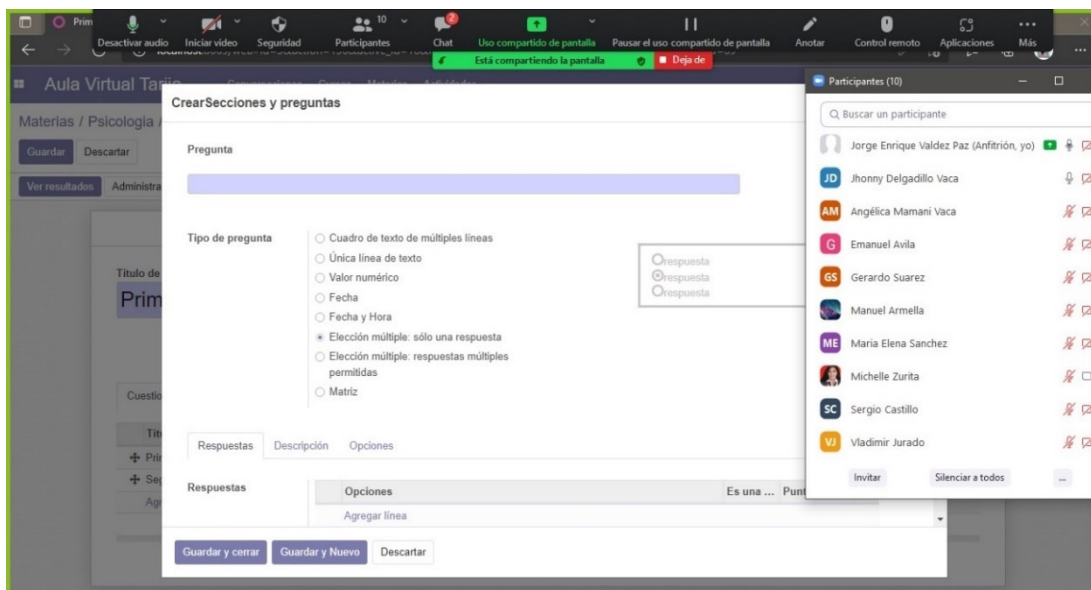 Prim
Desactivar audio
Iniciar video
Seguridad
10
Participantes
2
Chat
Uso compartido de pantalla
Pausar el uso compartido de pantalla
Anotar
Control remoto
Aplicaciones
Más
Está compartiendo la pantalla
Deja de
Aula Virtual
Materias / Psicologia /
Guardar
Descartar
Ver resultados
Administra
Titulo de
Prim
Cuestio
CrearSecciones y preguntas
Pregunta
Tipo de pregunta
Cuadro de texto de múltiples líneas
Única línea de texto
Valor numérico
Fecha
Fecha y Hora
Elección múltiple: sólo una respuesta
Elección múltiple: respuestas múltiples
permitidas
Matriz
respuesta
respuesta
respuesta
Respuestas
Descripción
Opciones
Respuestas
Opciones
Es una ...
Punt
Agregar línea
Guardar y cerrar
Guardar y Nuevo
Descartar
Participantes (10)
Buscar un participante
Jorge Enrique Valdez Paz (Anfitrión, yo)
JD Jhonny Delgadillo Vaca
AM Angélica Mamani Vaca
G Emanuel Avila
GS Gerardo Suarez
Manuel Armella
ME Maria Elena Sanchez
Michelle Zurita
SC Sergio Castillo
VJ Vladimir Jurado
Invitar
Silenciar a todos
...